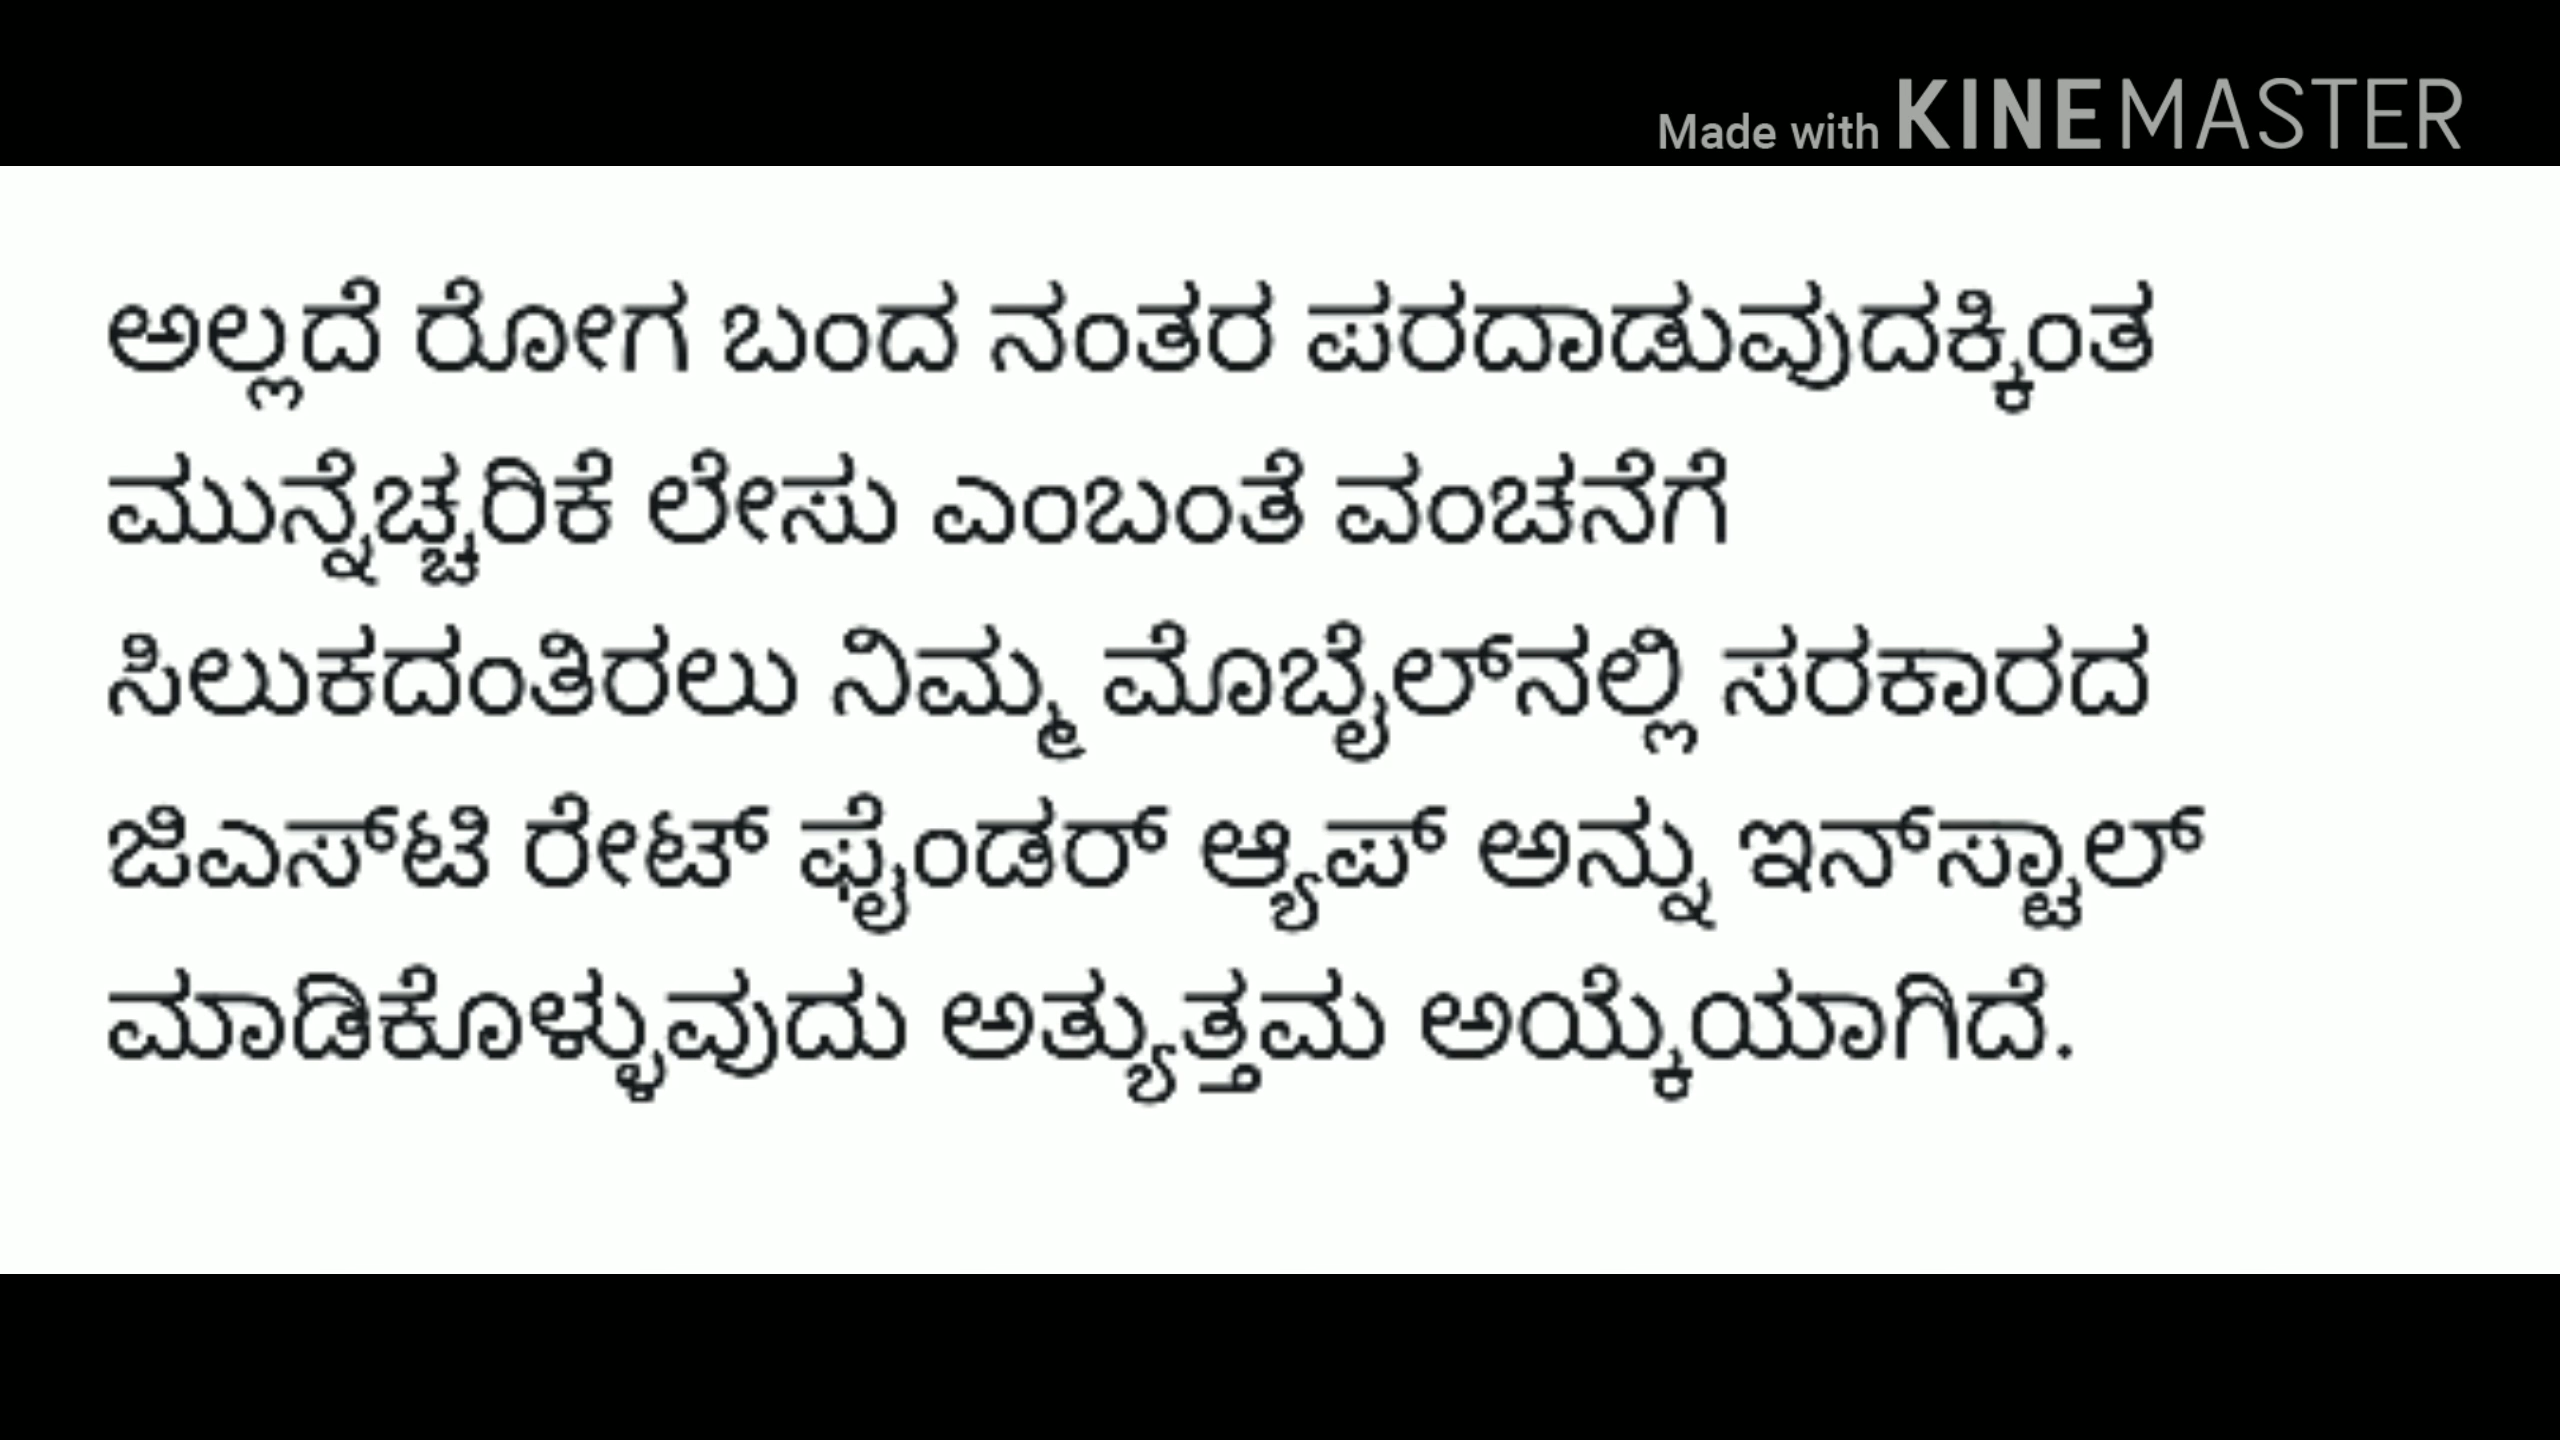 Made with KINEMASTER
ಅಲ್ಲದೆ ರೋಗ ಬಂದ ನಂತರ ಪರದಾಡುವುದಕ್ಕಿಂತ
ಮುನ್ನೆಚ್ಚರಿಕೆ ಲೇಸು ಎಂಬಂತೆ ವಂಚನೆಗೆ
ಸಿಲುಕದಂತಿರಲು ನಿಮ್ಮ ಮೊಬೈಲ್‌ನಲ್ಲಿ ಸರಕಾರದ
ಜಿಎಸ್‌ಟಿ ರೇಟ್ ಫೈಂಡರ್ ಆ್ಯಪ್ ಅನ್ನು ಇನ್‌ಸ್ಟಾಲ್
ಮಾಡಿಕೊಳ್ಳುವುದು ಅತ್ಯುತ್ತಮ ಅಯ್ಕೆಯಾಗಿದೆ.